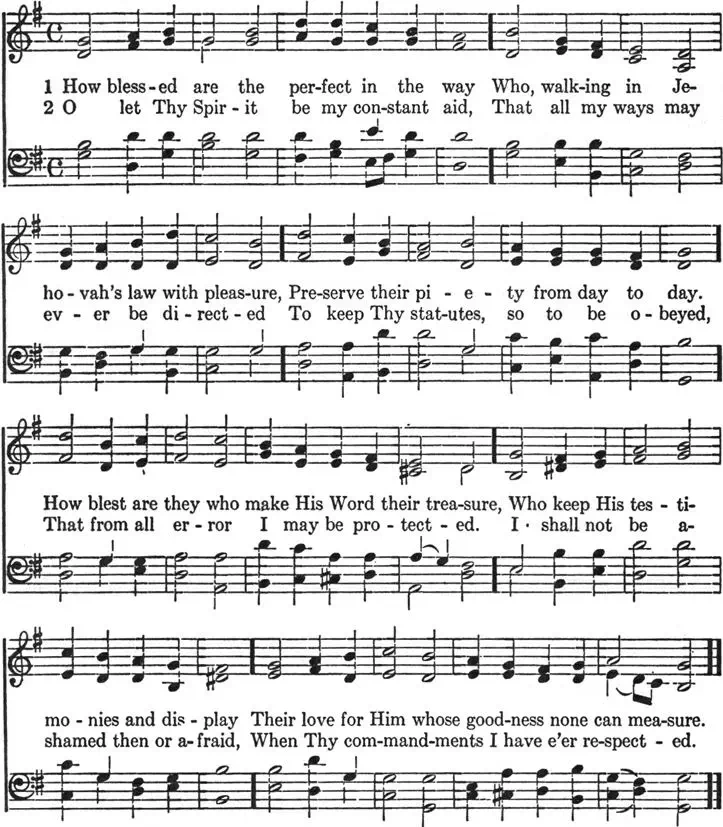 1 How bless-ed are the per-fect in the way Who, walk-ing in Je-
2 O let Thy Spir-it be my con-stant aid, That all my ways may
ho-vah's law with pleas-ure, Pre-serve their pi-e-ty from day to day.
ev-er be di-rect-ed To keep Thy stat-utes, so to be o-beyed,
How blest are they who make His Word their trea-sure, Who keep His tes-ti-
That from all er-ror I may be pro-tect-ed. I shall not be a-
mo-nies and dis-play Their love for Him whose good-ness none can mea-sure.
shamed then or a-fraid, When Thy com-mand-ments I have e'er re-spect-ed.